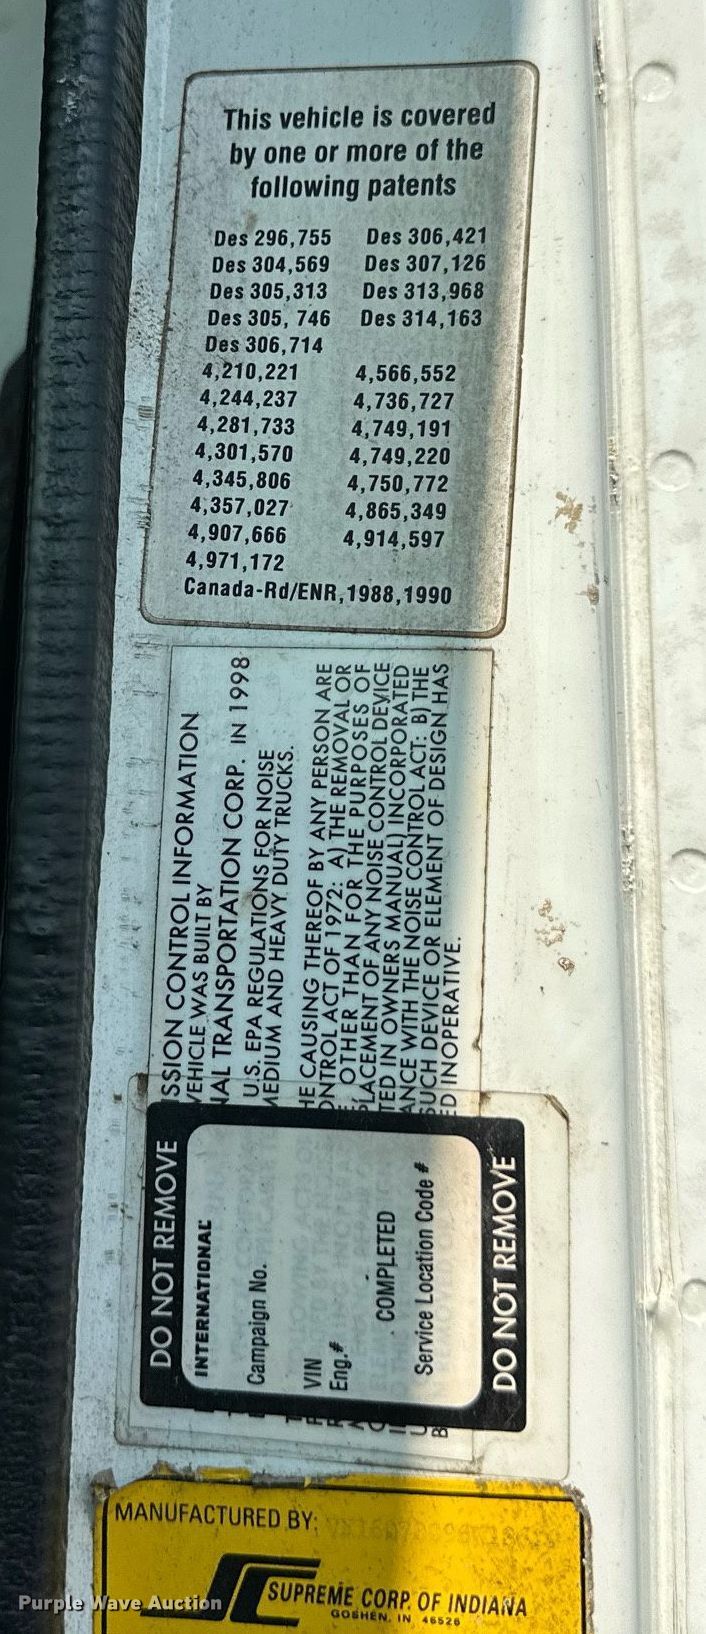 This vehicle is covered
by one or more of the
following patents
Des 296,755 Des 306,421
Des 304,569 Des 307,126
Des 305,313 Des 313,968
Des 305, 746 Des 314,163
Des 306,714
4,210,221 4,566,552
4,244,237 4,736,727
4,281,733 4,749,191
4,301,570 4,749,220
4,345,806 4,750,772
4,357,027 4,865,349
4,907,666 4,914,597
4,971,172
Canada-Rd/ENR,1988,1990
SSION CONTROL INFORMATION
VEHICLE WAS BUILT BY
NAL TRANSPORTATION CORP. IN 1998
U.S. EPA REGULATIONS FOR NOISE
MEDIUM AND HEAVY DUTY TRUCKS.
HE CAUSING THEREOF BY ANY PERSON ARE
ONTROL ACT OF 1972: A) THE REMOVAL OR
OTHER THAN FOR THE PURPOSES OF
LACEMENT OF ANY NOISE CONTROL DEVICE
TED IN OWNERS MANUAL) INCORPORATED
ANCE WITH THE NOISE CONTROL ACT: B) THE
SUCH DEVICE OR ELEMENT OF DESIGN HAS
ED INOPERATIVE.
DO NOT REMOVE
INTERNATIONAL
Campaign No.
VIN
Eng.#
COMPLETED
Service Location Code #
DO NOT REMOVE
MANUFACTURED BY:
SUPREME CORP. OF INDIANA
GOSHEN, IN 46526
Purple Wave Auction